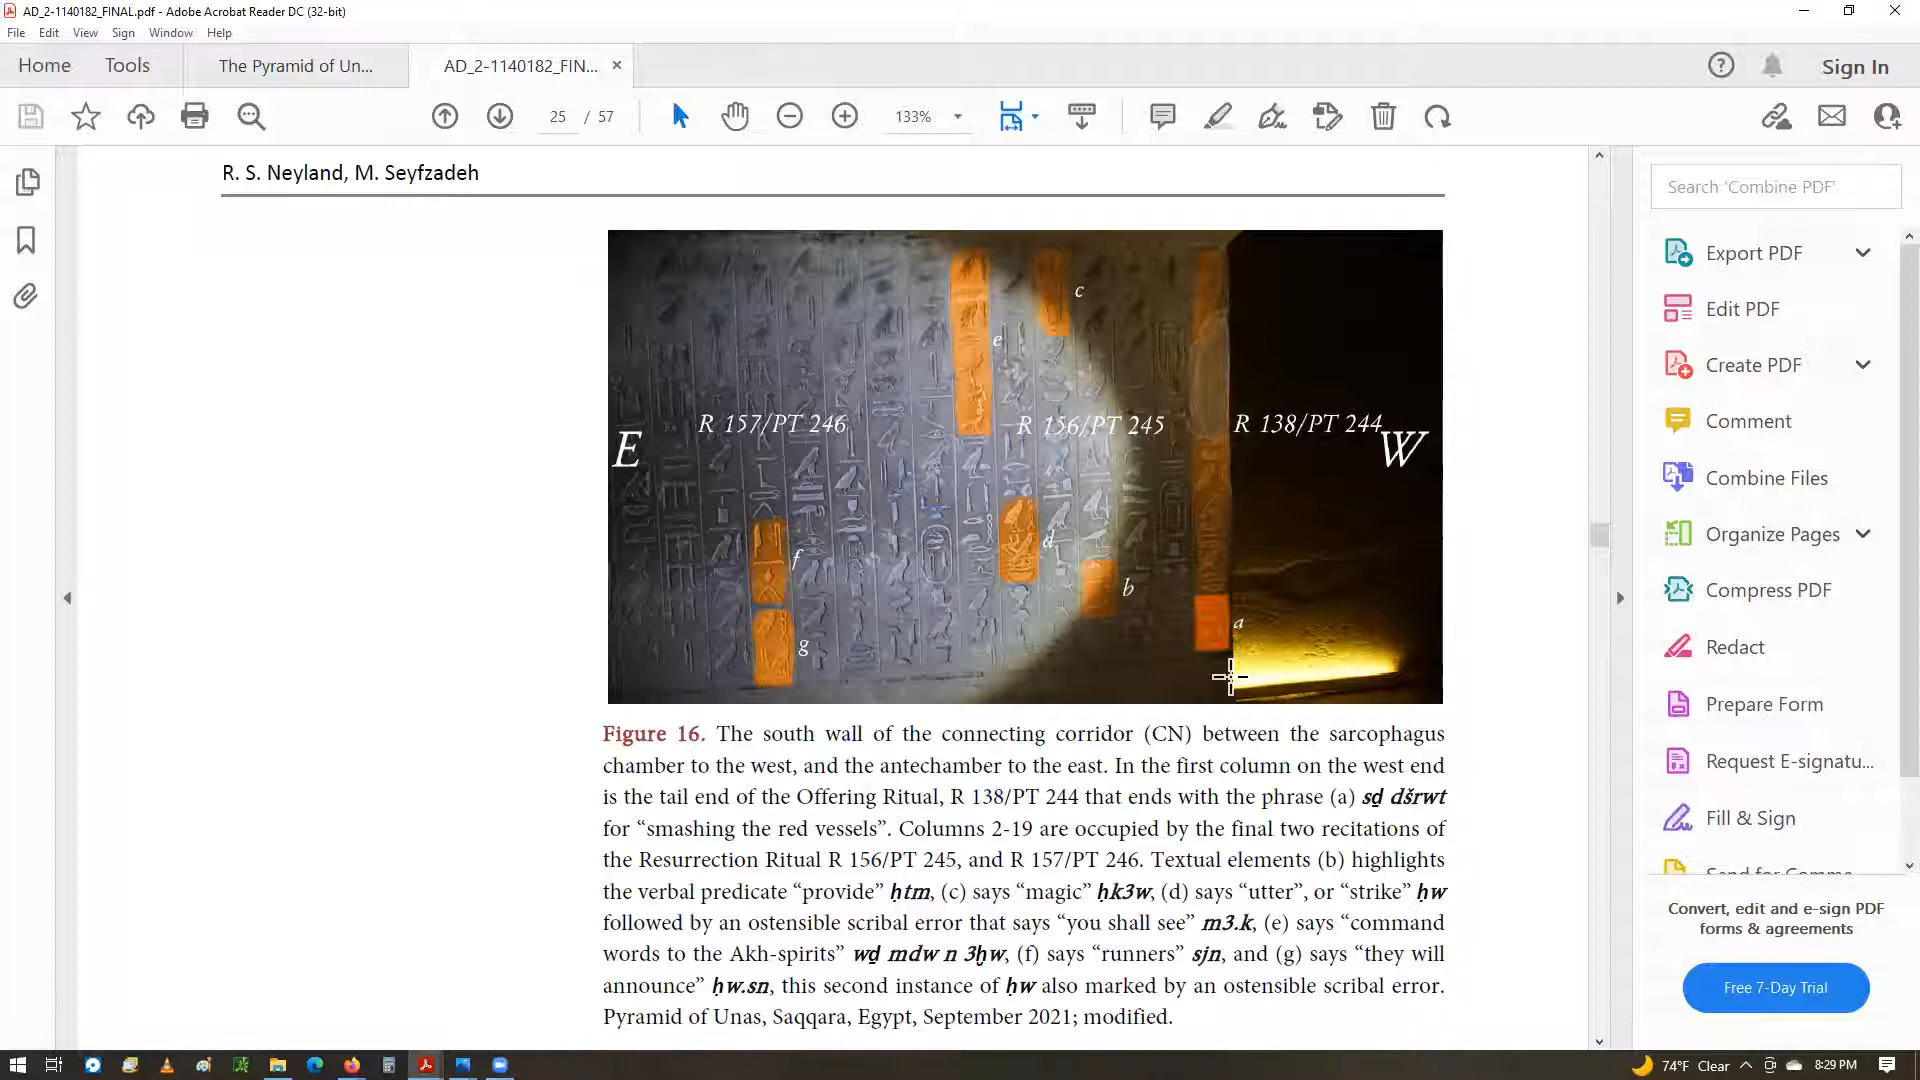 AD_2-1140182_FINAL.pdf - Adobe Acrobat Reader DC (32-bit)
File Edit View Sign Window Help
Home Tools The Pyramid of Un... AD_2-1140182_FIN... × Sign In
25 / 57 133%
R. S. Neyland, M. Seyfzadeh
c
e
R 157/PT 246 R 156/PT 245 R 138/PT 244
E W
d
f
b
a
g
Figure 16. The south wall of the connecting corridor (CN) between the sarcophagus
chamber to the west, and the antechamber to the east. In the first column on the west end
is the tail end of the Offering Ritual, R 138/PT 244 that ends with the phrase (a) sḏ dšrwt
for “smashing the red vessels”. Columns 2-19 are occupied by the final two recitations of
the Resurrection Ritual R 156/PT 245, and R 157/PT 246. Textual elements (b) highlights
the verbal predicate “provide” ḥtm, (c) says “magic” ḥk3w, (d) says “utter”, or “strike” ḥw
followed by an ostensible scribal error that says “you shall see” m3.k, (e) says “command
words to the Akh-spirits” wḏ mdw n 3ḫw, (f) says “runners” sjn, and (g) says “they will
announce” ḥw.sn, this second instance of ḥw also marked by an ostensible scribal error.
Pyramid of Unas, Saqqara, Egypt, September 2021; modified.
Search 'Combine PDF'
Export PDF
Edit PDF
Create PDF
Comment
Combine Files
Organize Pages
Compress PDF
Redact
Prepare Form
Request E-signatu...
Fill & Sign
Convert, edit and e-sign PDF
forms & agreements
Free 7-Day Trial
74°F Clear 8:29 PM